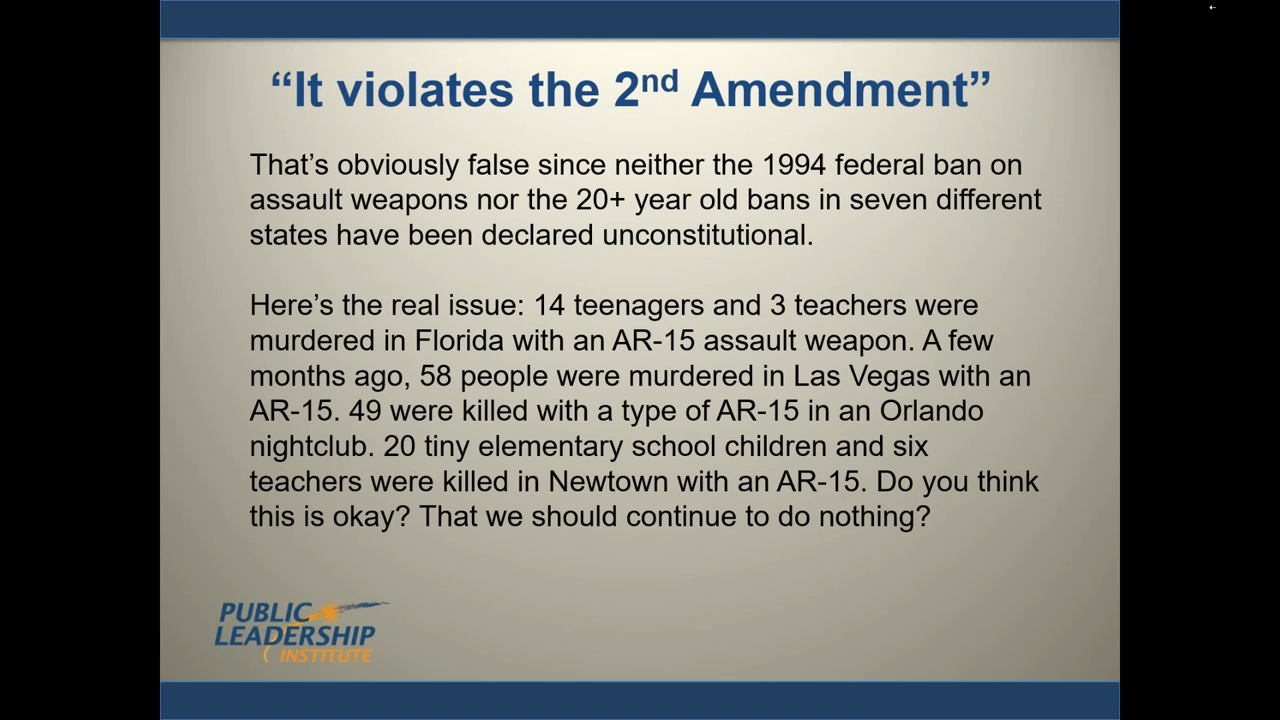 “It violates the 2nd Amendment”
That’s obviously false since neither the 1994 federal ban on
assault weapons nor the 20+ year old bans in seven different
states have been declared unconstitutional.
Here’s the real issue: 14 teenagers and 3 teachers were
murdered in Florida with an AR-15 assault weapon. A few
months ago, 58 people were murdered in Las Vegas with an
AR-15. 49 were killed with a type of AR-15 in an Orlando
nightclub. 20 tiny elementary school children and six
teachers were killed in Newtown with an AR-15. Do you think
this is okay? That we should continue to do nothing?
PUBLIC
LEADERSHIP
INSTITUTE